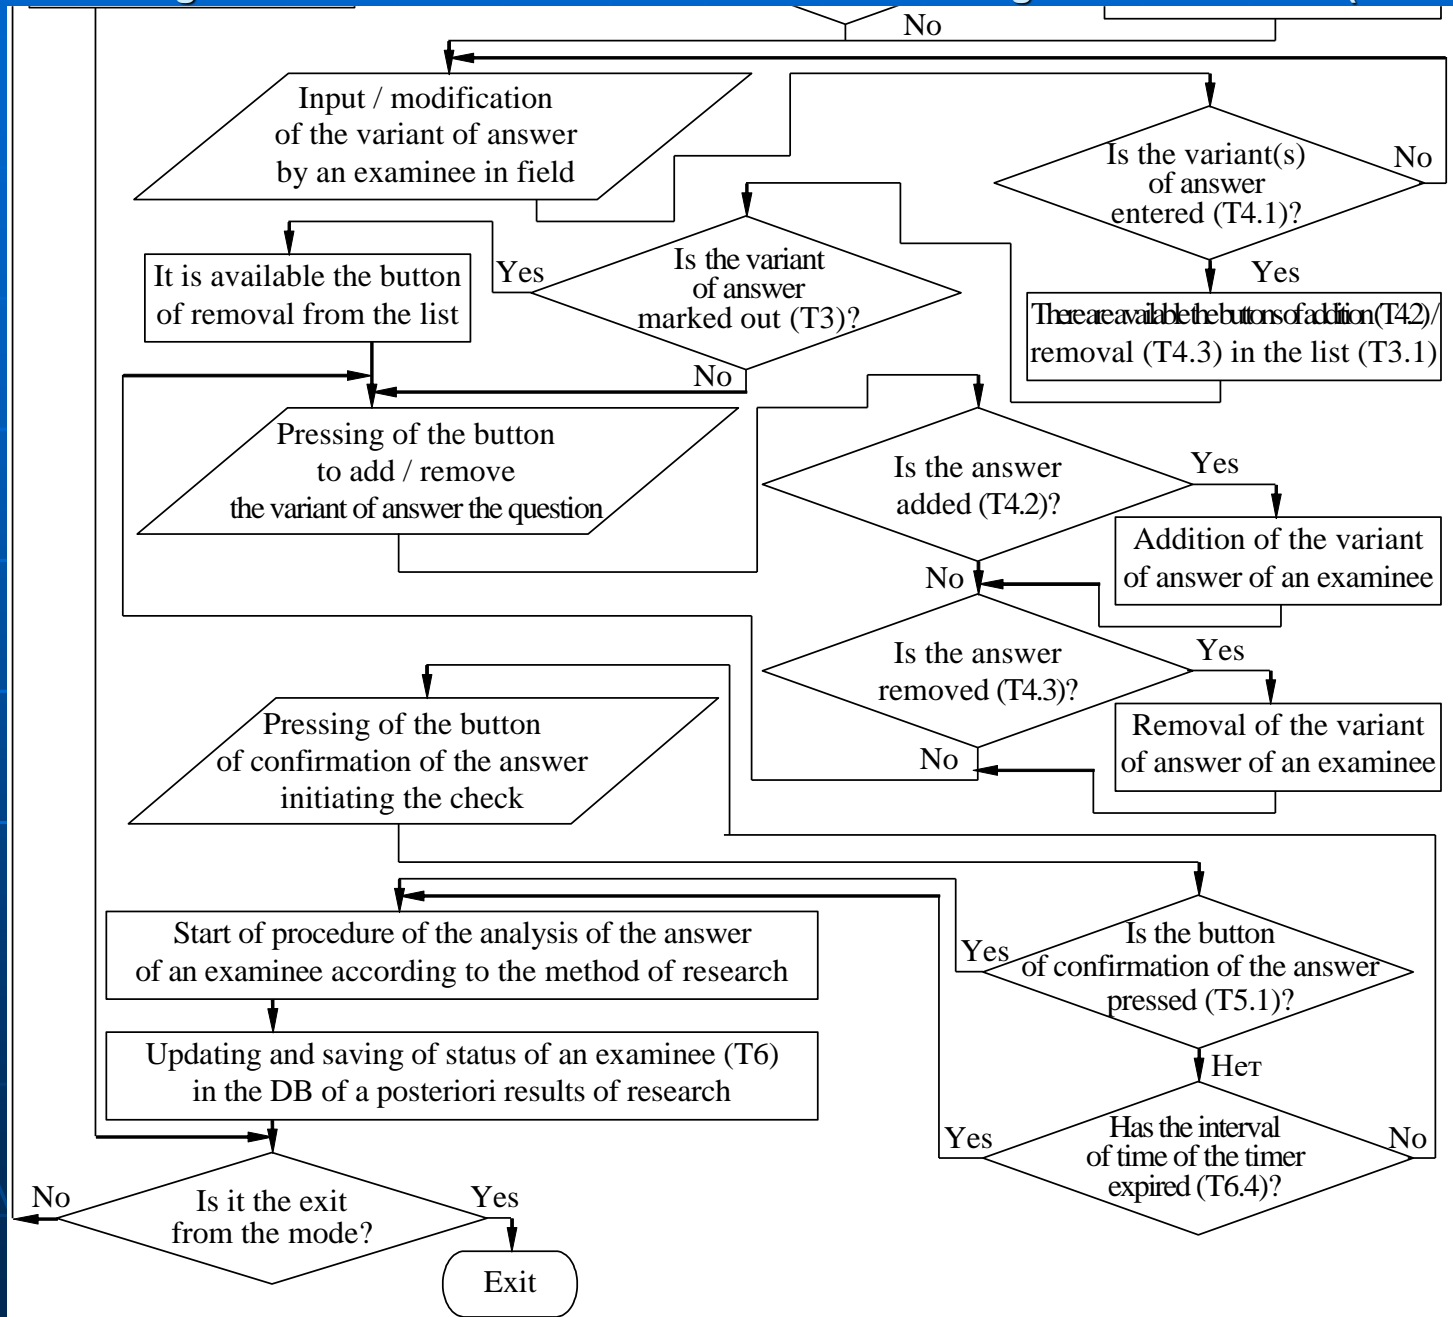 No
Input / modification
of the variant of answer
by an examinee in field
Is the variant(s)
of answer
entered (T4.1)?
No
Yes
It is available the button
of removal from the list
Yes
Is the variant
of answer
marked out (T3)?
No
There are available the buttons of addition (T4.2) /
removal (T4.3) in the list (T3.1)
Pressing of the button
to add / remove
the variant of answer the question
Is the answer
added (T4.2)?
Yes
Addition of the variant
of answer of an examinee
No
Is the answer
removed (T4.3)?
Yes
Removal of the variant
of answer of an examinee
No
Pressing of the button
of confirmation of the answer
initiating the check
Start of procedure of the analysis of the answer
of an examinee according to the method of research
Yes
Is the button
of confirmation of the answer
pressed (T5.1)?
Нет
Updating and saving of status of an examinee (T6)
in the DB of a posteriori results of research
Yes
Has the interval
of time of the timer
expired (T6.4)?
No
No
Is it the exit
from the mode?
Yes
Exit